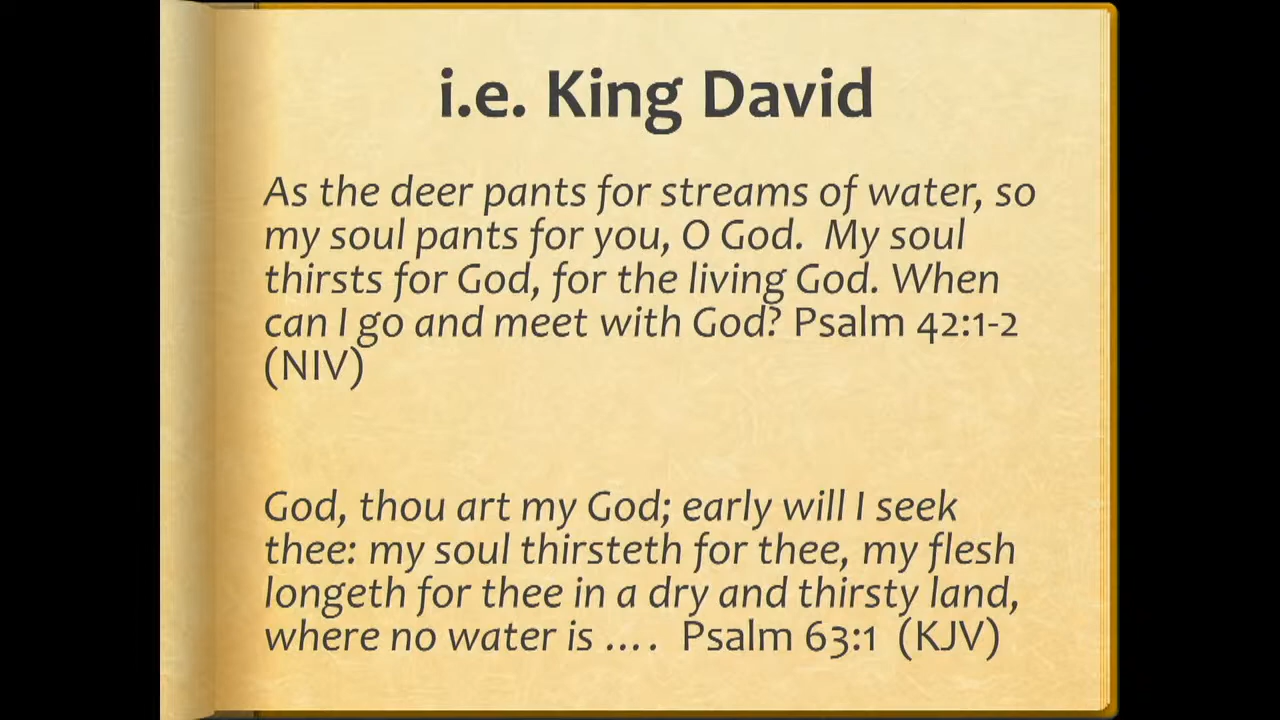 i.e. King David
As the deer pants for streams of water, so
my soul pants for you, O God.  My soul
thirsts for God, for the living God. When
can I go and meet with God? Psalm 42:1-2
(NIV)
God, thou art my God; early will I seek
thee: my soul thirsteth for thee, my flesh
longeth for thee in a dry and thirsty land,
where no water is ….  Psalm 63:1  (KJV)